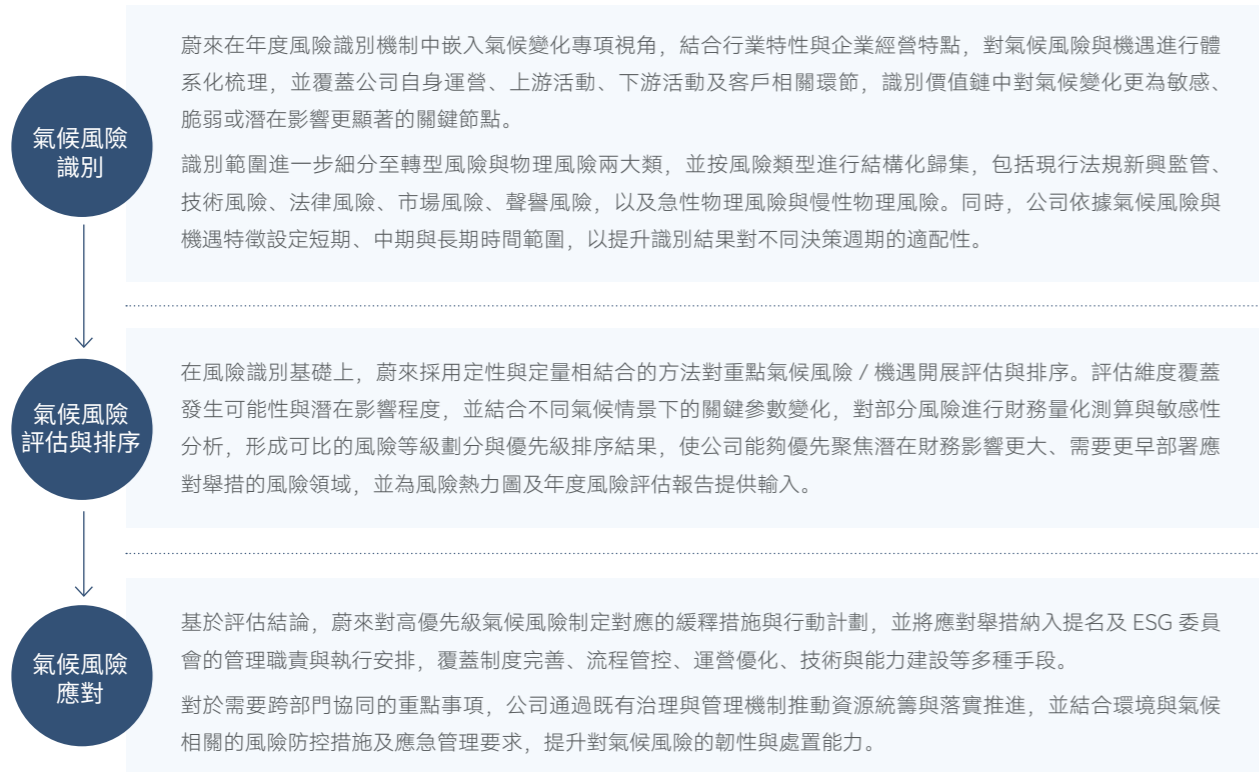 氣候風險
識別
蔚來在年度風險識別機制中嵌入氣候變化專項視角，結合行業特性與企業經營特點，對氣候風險與機遇進行體
系化梳理，並覆蓋公司自身運營、上游活動、下游活動及客戶相關環節，識別價值鏈中對氣候變化更為敏感、
脆弱或潛在影響更顯著的關鍵節點。
識別範圍進一步細分至轉型風險與物理風險兩大類，並按風險類型進行結構化歸集，包括現行法規新興監管、
技術風險、法律風險、市場風險、聲譽風險，以及急性物理風險與慢性物理風險。同時，公司依據氣候風險與
機遇特徵設定短期、中期與長期時間範圍，以提升識別結果對不同決策週期的適配性。
氣候風險
評估與排序
在風險識別基礎上，蔚來採用定性與定量相結合的方法對重點氣候風險 / 機遇開展評估與排序。評估維度覆蓋
發生可能性與潛在影響程度，並結合不同氣候情景下的關鍵參數變化，對部分風險進行財務量化測算與敏感性
分析，形成可比的風險等級劃分與優先級排序結果，使公司能夠優先聚焦潛在財務影響更大、需要更早部署應
對舉措的風險領域，並為風險熱力圖及年度風險評估報告提供輸入。
氣候風險
應對
基於評估結論，蔚來對高優先級氣候風險制定對應的緩釋措施與行動計劃，並將應對舉措納入提名及 ESG 委員
會的管理職責與執行安排，覆蓋制度完善、流程管控、運營優化、技術與能力建設等多種手段。
對於需要跨部門協同的重點事項，公司通過既有治理與管理機制推動資源統籌與落實推進，並結合環境與氣候
相關的風險防控措施及應急管理要求，提升對氣候風險的韌性與處置能力。